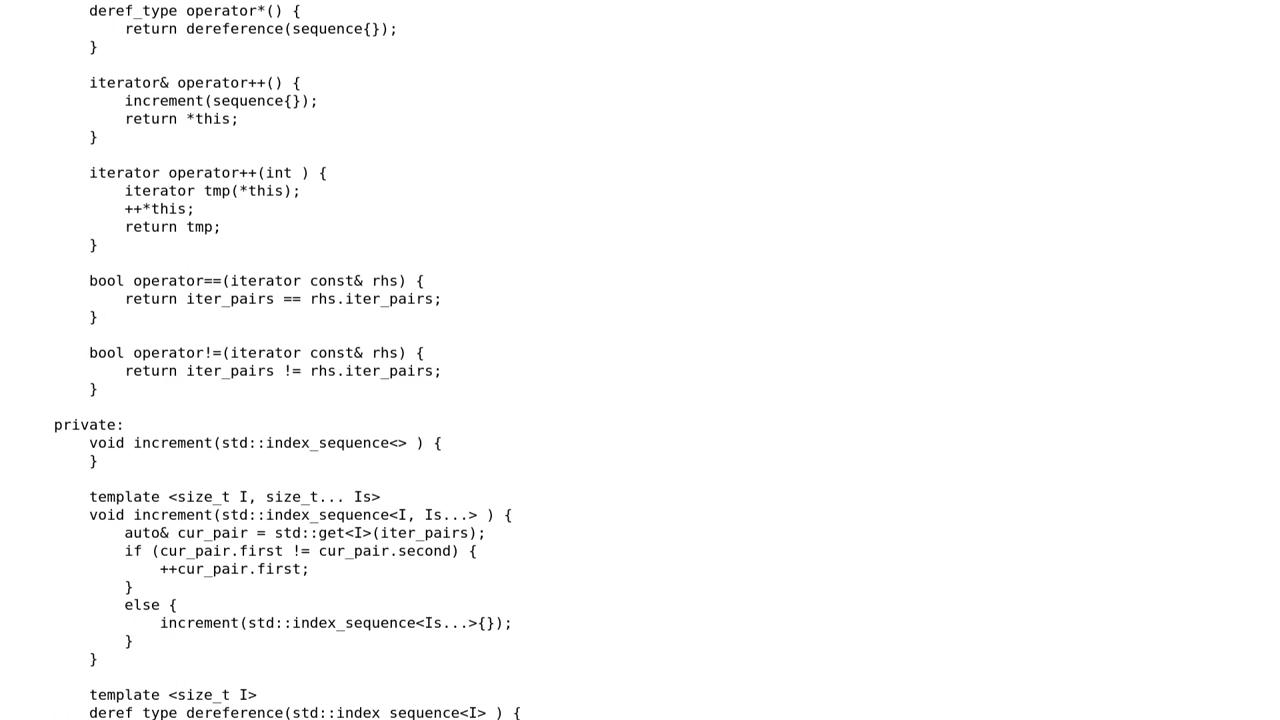 deref_type operator*() {
return dereference(sequence{});
}
iterator& operator++() {
increment(sequence{});
return *this;
}
iterator operator++(int ) {
iterator tmp(*this);
++*this;
return tmp;
}
bool operator==(iterator const& rhs) {
return iter_pairs == rhs.iter_pairs;
}
bool operator!=(iterator const& rhs) {
return iter_pairs != rhs.iter_pairs;
}
private:
void increment(std::index_sequence<> ) {
}
template <size_t I, size_t... Is>
void increment(std::index_sequence<I, Is...> ) {
auto& cur_pair = std::get<I>(iter_pairs);
if (cur_pair.first != cur_pair.second) {
++cur_pair.first;
}
else {
increment(std::index_sequence<Is...>{});
}
}
template <size_t I>
deref_type dereference(std::index_sequence<I> ) {